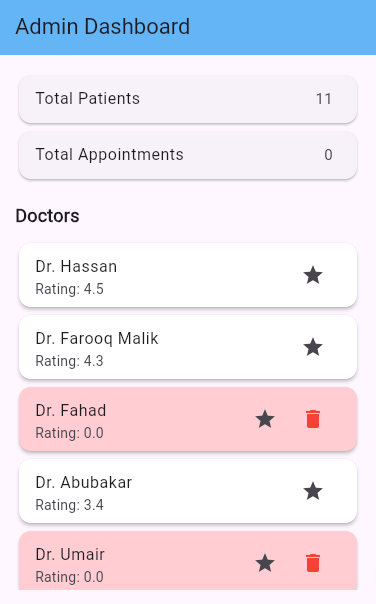 Admin Dashboard
Total Patients 11
Total Appointments 0
Doctors
Dr. Hassan
Rating: 4.5
Dr. Farooq Malik
Rating: 4.3
Dr. Fahad
Rating: 0.0
Dr. Abubakar
Rating: 3.4
Dr. Umair
Rating: 0.0